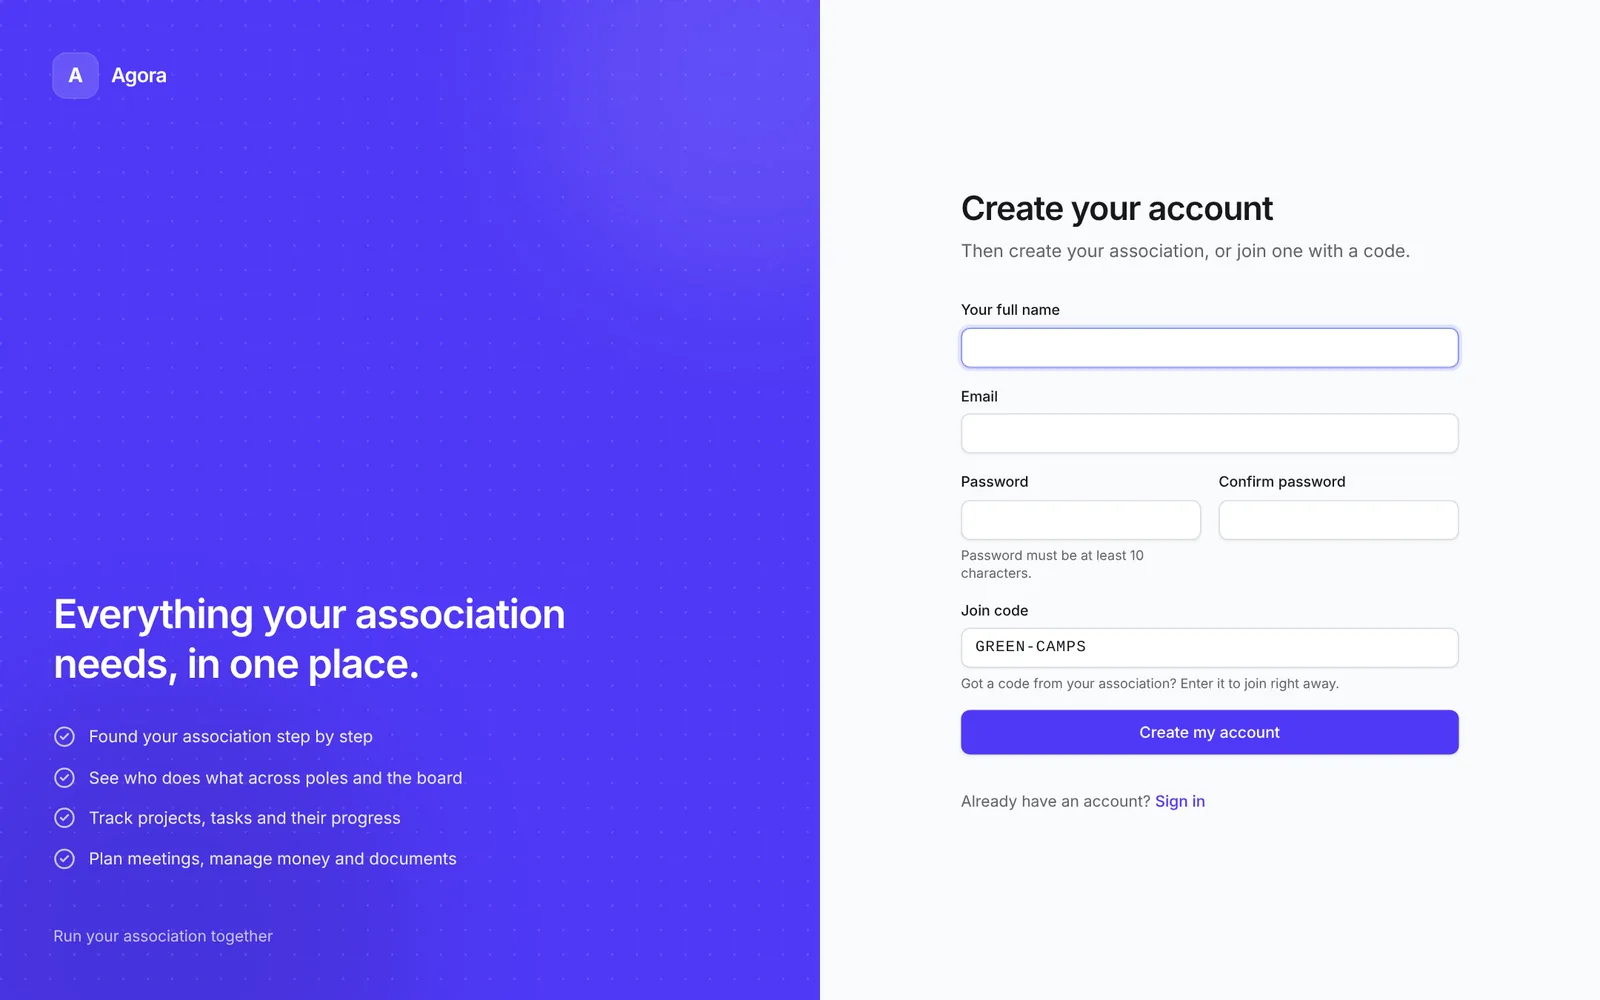 A
Agora
Everything your association
needs, in one place.
Found your association step by step
See who does what across poles and the board
Track projects, tasks and their progress
Plan meetings, manage money and documents
Run your association together
Create your account
Then create your association, or join one with a code.
Your full name
Email
Password
Confirm password
Password must be at least 10
characters.
Join code
GREEN-CAMPS
Got a code from your association? Enter it to join right away.
Create my account
Already have an account? Sign in